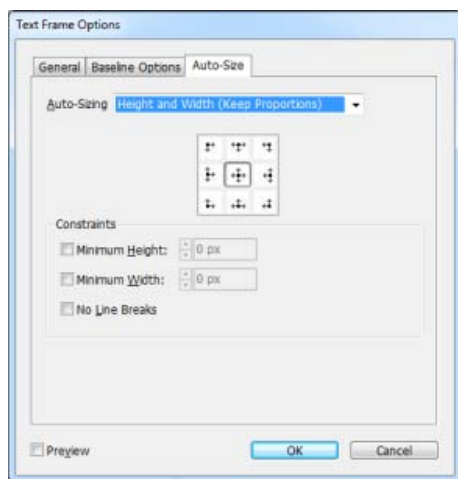 Text Frame Options
General Baseline Options Auto-Size
Auto-Sizing Height and Width (Keep Proportions)
Constraints
Minimum Height: 0 px
Minimum Width: 0 px
No Line Breaks
Preview OK Cancel